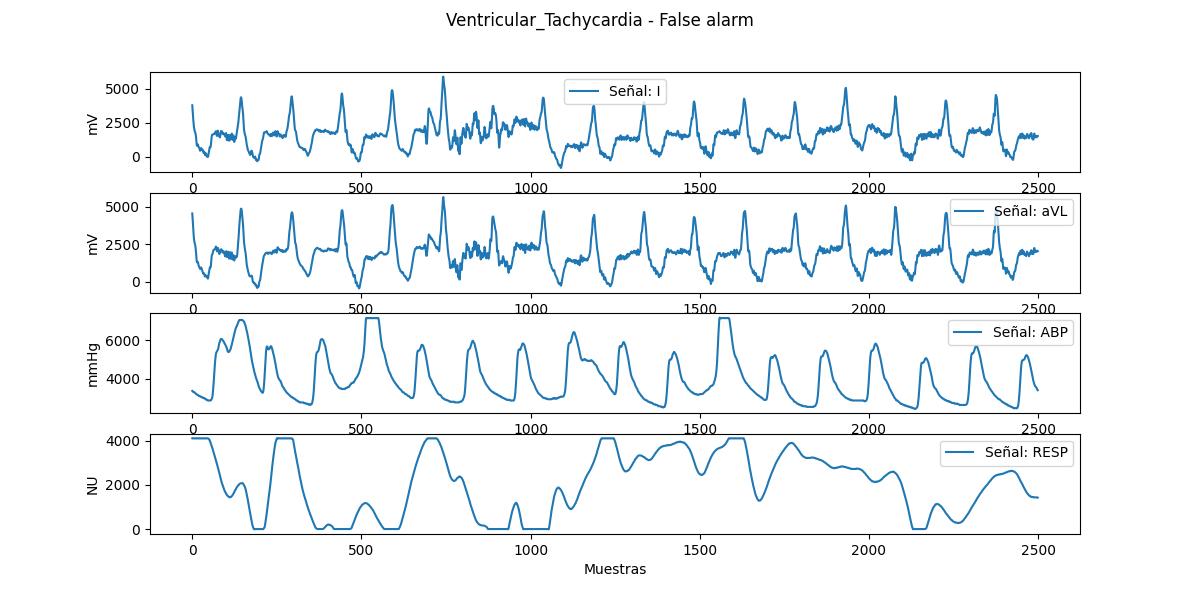 Ventricular_Tachycardia - False alarm
5000
2500
0
mV
Señal: I
0 500 1000 1500 2000 2500
5000
2500
0
mV
Señal: aVL
0 500 1000 1500 2000 2500
6000
4000
mmHg
Señal: ABP
0 500 1000 1500 2000 2500
4000
2000
0
NU
Señal: RESP
0 500 1000 1500 2000 2500
Muestras